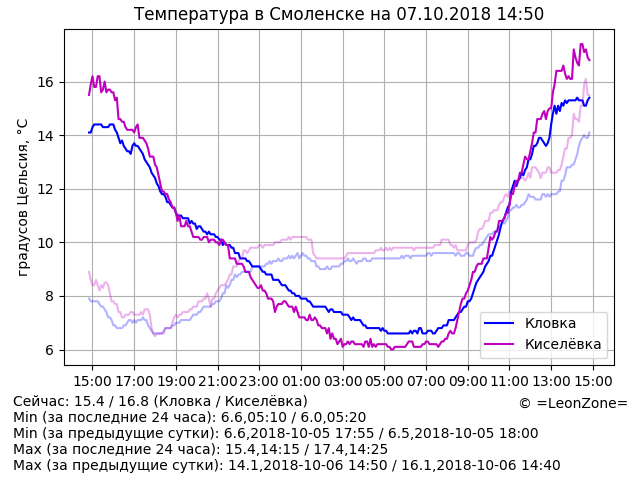 Температура в Смоленске на 07.10.2018 14:50
градусов Цельсия, °C
16
14
12
10
8
6
15:00 17:00 19:00 21:00 23:00 01:00 03:00 05:00 07:00 09:00 11:00 13:00 15:00
Кловка
Киселёвка
© =LeonZone=
Сейчас: 15.4 / 16.8 (Кловка / Киселёвка)
Min (за последние 24 часа): 6.6,05:10 / 6.0,05:20
Min (за предыдущие сутки): 6.6,2018-10-05 17:55 / 6.5,2018-10-05 18:00
Max (за последние 24 часа): 15.4,14:15 / 17.4,14:25
Max (за предыдущие сутки): 14.1,2018-10-06 14:50 / 16.1,2018-10-06 14:40